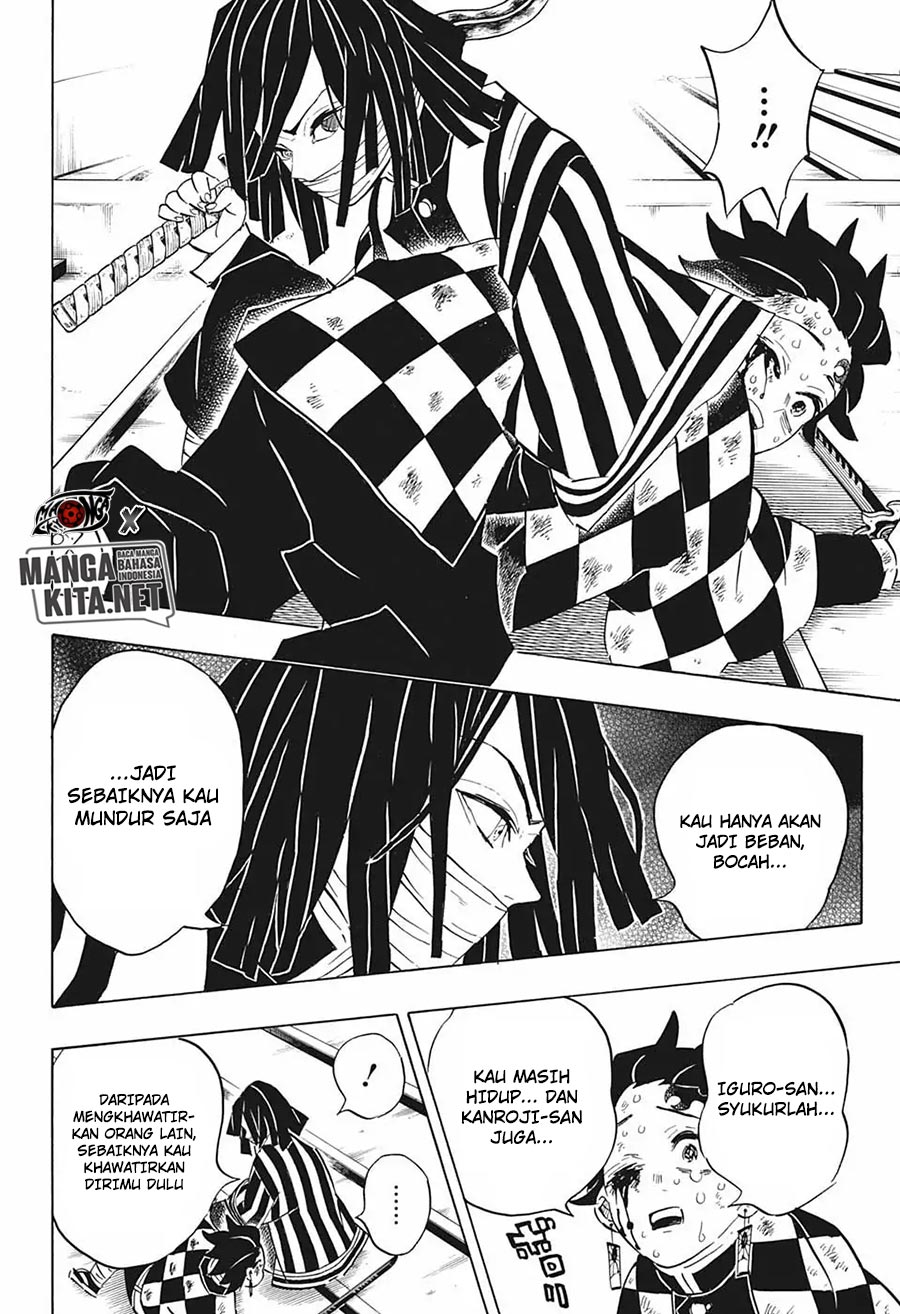 ……!!
MANGA
KITA.NET
BACA MANGA
BAHASA
INDONESIA
X
KAU HANYA AKAN
JADI BEBAN,
BOCAH...
...JADI
SEBAIKNYA KAU
MUNDUR SAJA
IGURO-SAN...
SYUKURLAH...
KAU MASIH
HIDUP... DAN
KANROJI-SAN
JUGA...
!
……
DARIPADA
MENGKHAWATIR-
KAN ORANG LAIN,
SEBAIKNYA KAU
KHAWATIRKAN
DIRIMU DULU